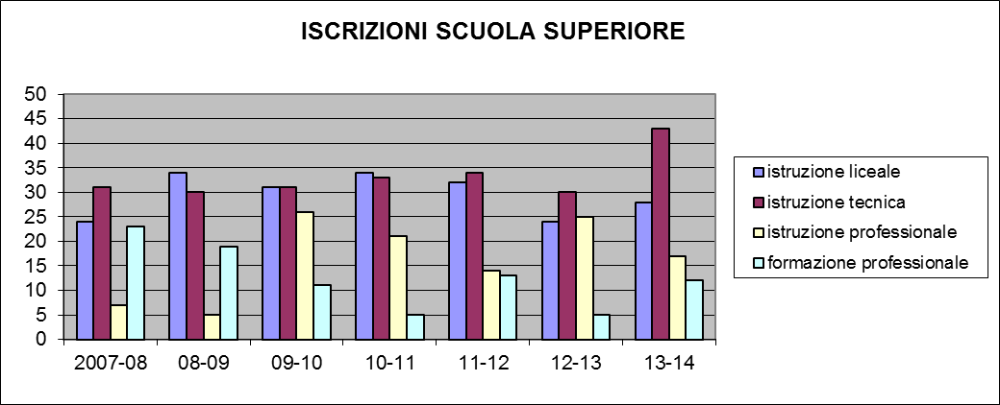 ISCRIZIONI SCUOLA SUPERIORE
50
45
40
35
30
25
20
15
10
5
0
2007-08 08-09 09-10 10-11 11-12 12-13 13-14
istruzione liceale
istruzione tecnica
istruzione professionale
formazione professionale